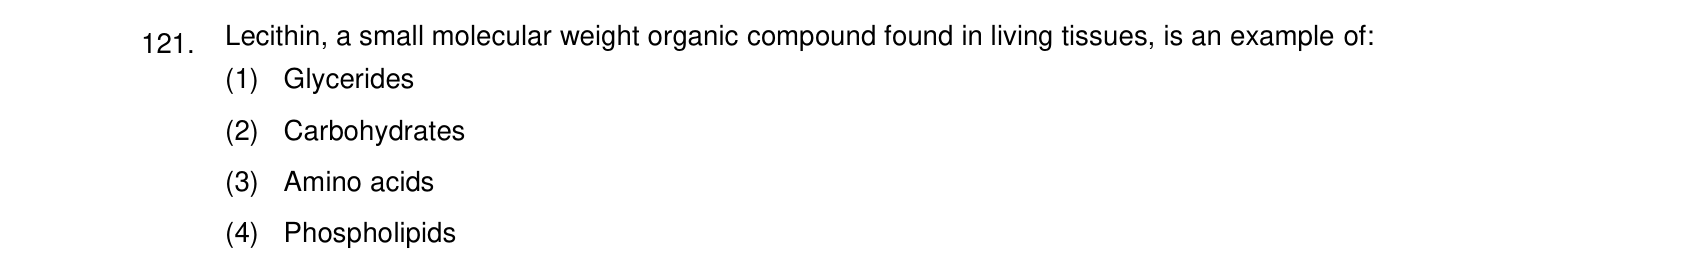 121. Lecithin, a small molecular weight organic compound found in living tissues, is an example of:
(1) Glycerides
(2) Carbohydrates
(3) Amino acids
(4) Phospholipids